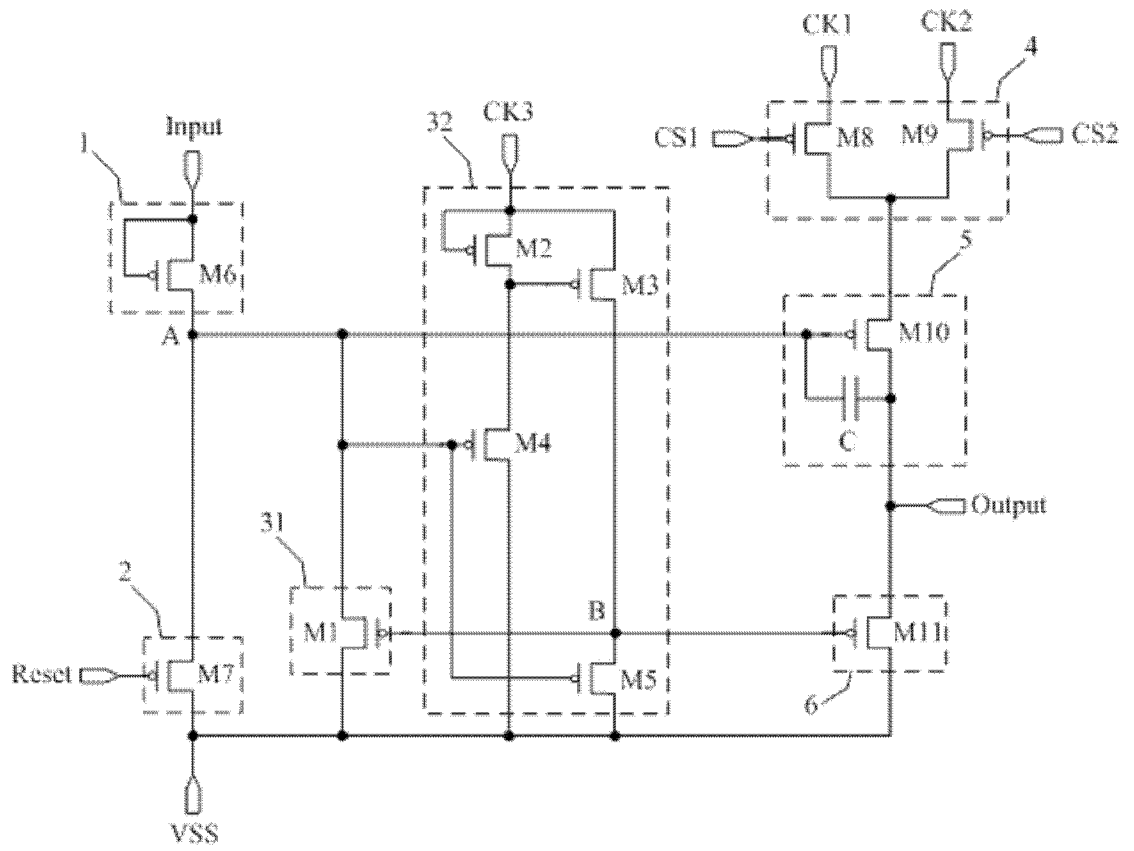 CK1 CK2
4
1 Input 32 CK3
CS1 M8 M9 CS2
M2 5
M6 M3
A M10
M4 C
31 Output
2 B
M1 M11
Reset M7 M5
6
VSS